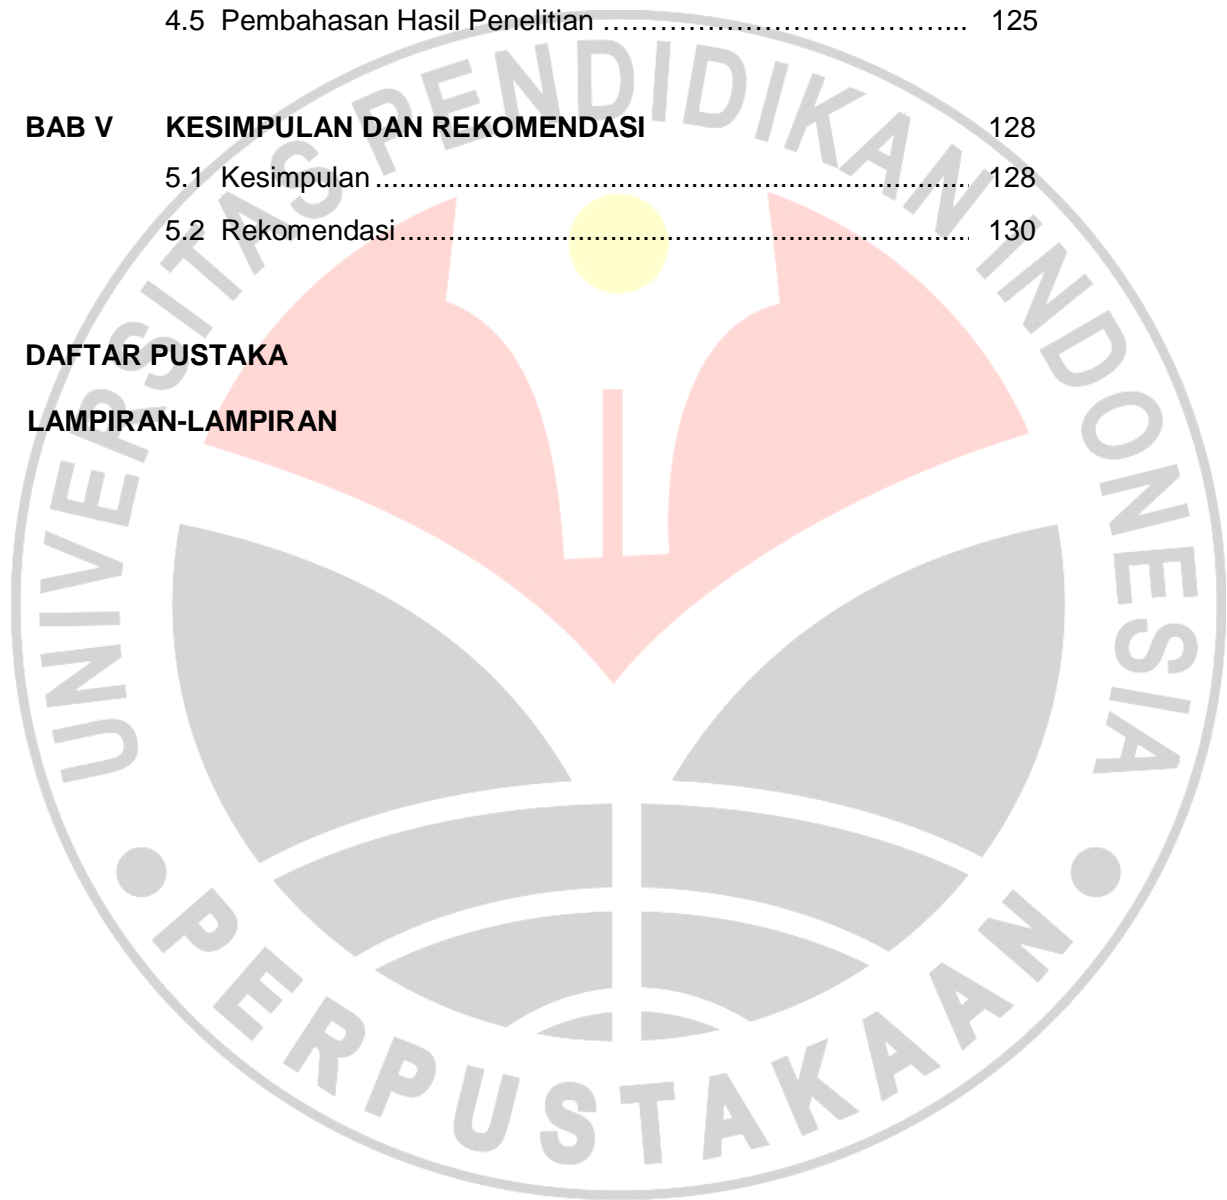 4.5 Pembahasan Hasil Penelitian ……………………………….. 125
BAB V KESIMPULAN DAN REKOMENDASI 128
5.1 Kesimpulan ........................................................................ 128
5.2 Rekomendasi ..................................................................... 130
DAFTAR PUSTAKA
LAMPIRAN-LAMPIRAN
UNIVERSITAS PENDIDIKAN INDONESIA
PERPUSTAKAAN